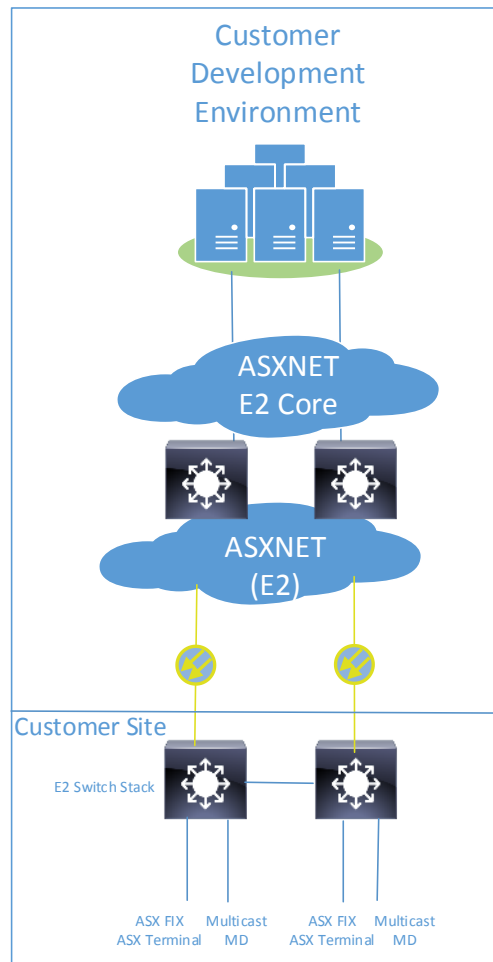 Customer
Development
Environment
ASXNET
E2 Core
ASXNET
(E2)
Customer Site
E2 Switch Stack
ASX FIX
ASX Terminal
Multicast
MD
ASX FIX
ASX Terminal
Multicast
MD